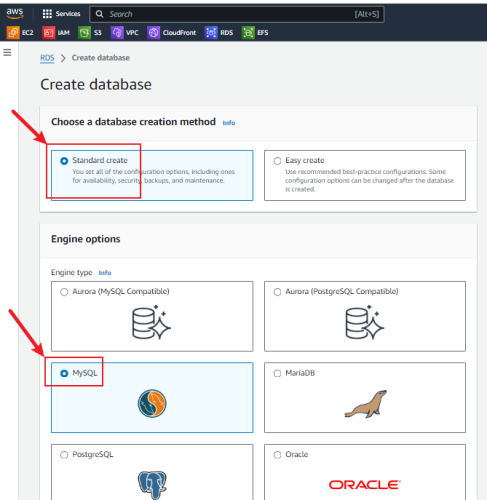 aws
Services
Search
[Alt+S]
EC2
IAM
S3
VPC
CloudFront
RDS
EFS
RDS > Create database
Create database
Choose a database creation method Info
Standard create
You set all of the configuration options, including ones
for availability, security, backups, and maintenance.
Easy create
Use recommended best-practice configurations. Some
configuration options can be changed after the database
is created.
Engine options
Engine type Info
Aurora (MySQL Compatible)
Aurora (PostgreSQL Compatible)
MySQL
MariaDB
PostgreSQL
Oracle
ORACLE